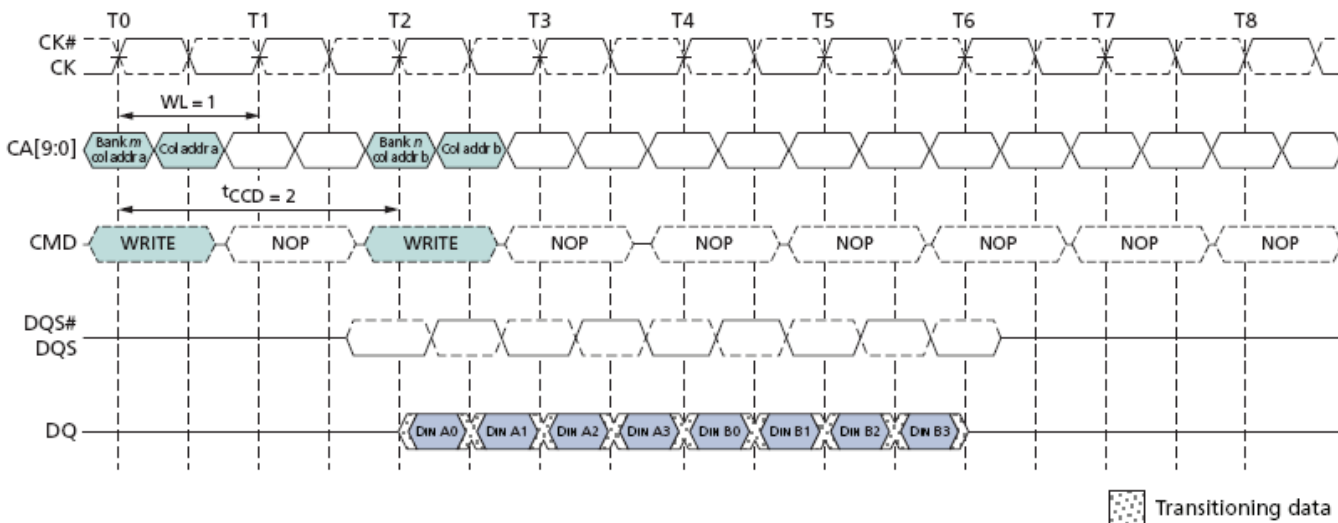 T0 T1 T2 T3 T4 T5 T6 T7 T8
CK#
CK
WL = 1
CA[9:0]
Bank m
col addr a
Col addr a
Bank n
col addr b
Col addr b
tCCD = 2
CMD WRITE NOP WRITE NOP NOP NOP NOP NOP NOP
DQS#
DQS
DQ DIN A0 DIN A1 DIN A2 DIN A3 DIN B0 DIN B1 DIN B2 DIN B3
Transitioning data